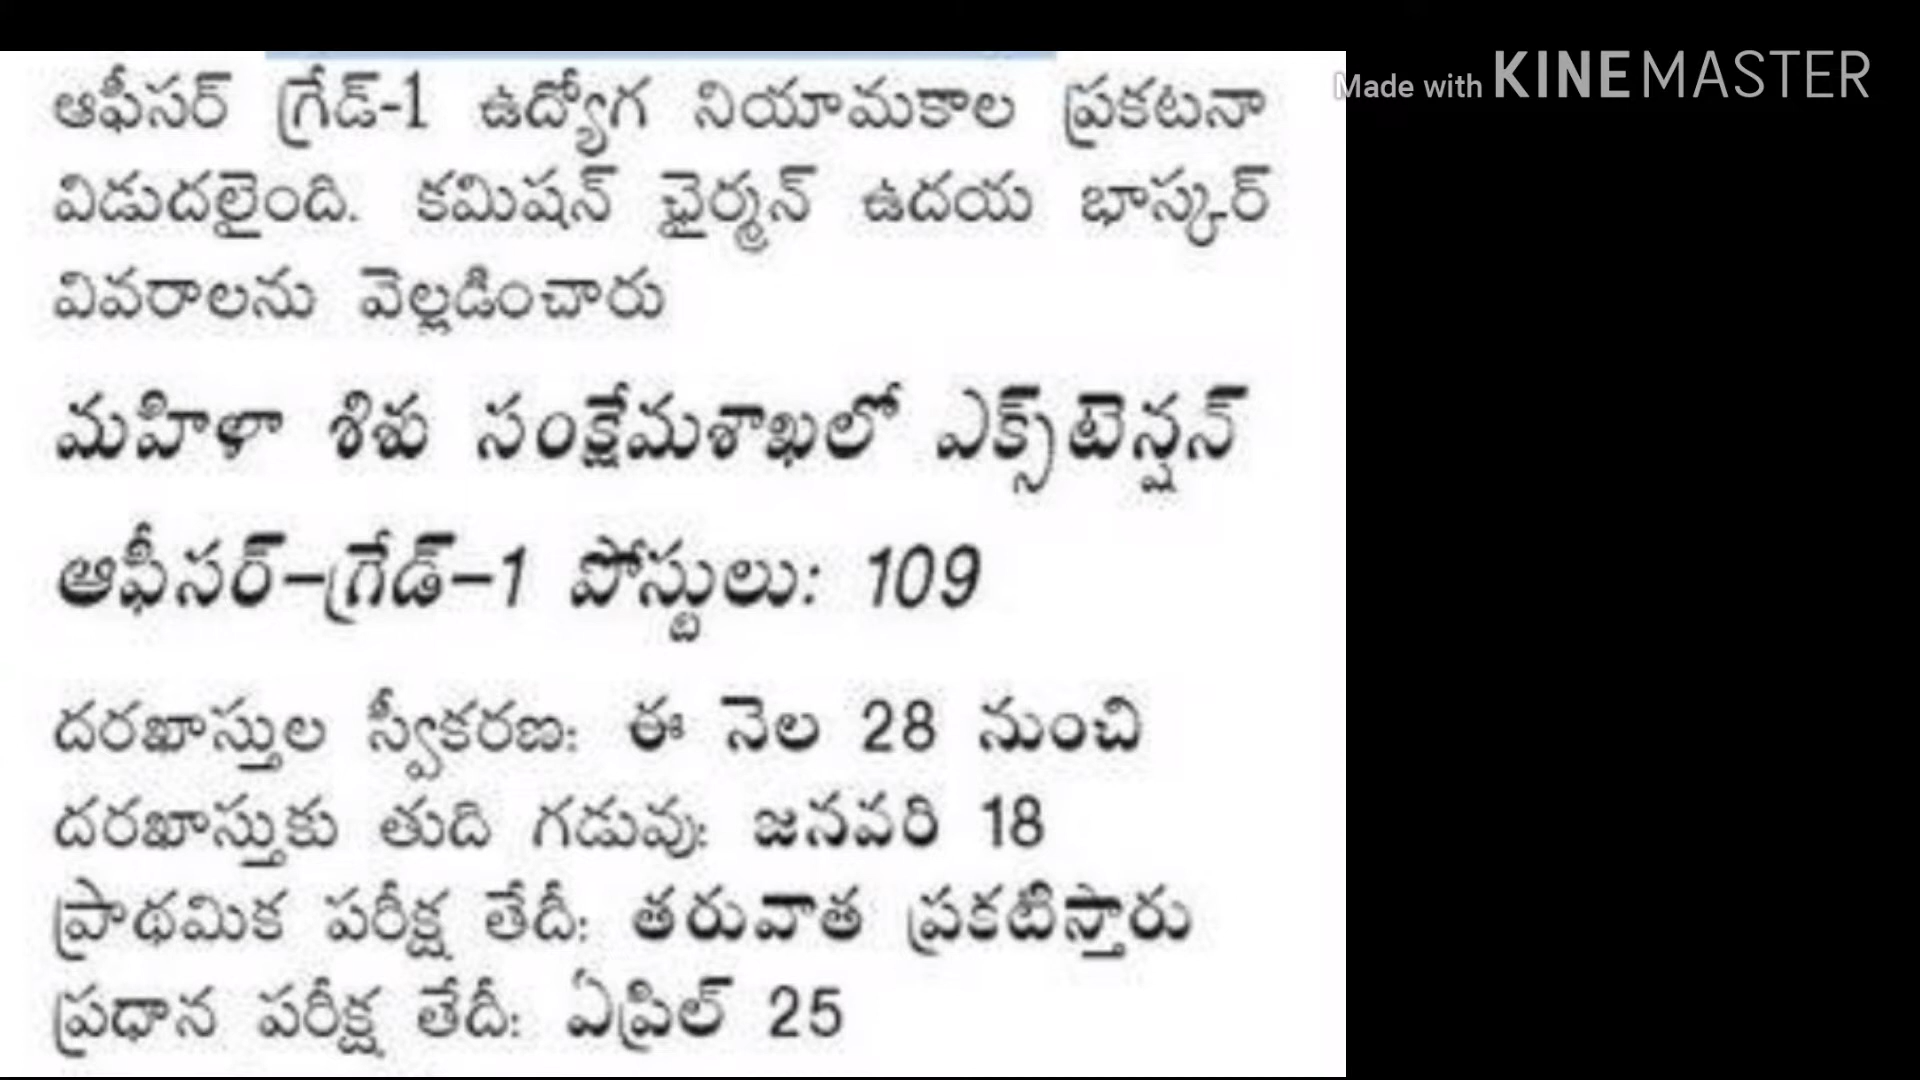 Made with KINEMASTER
ఆఫీసర్ గ్రేడ్-1 ఉద్యోగ నియామకాల ప్రకటనా
విడుదలైంది. కమిషన్ ఛైర్మన్ ఉదయ భాస్కర్
వివరాలను వెల్లడించారు
మహిళా శిశు సంక్షేమశాఖలో ఎక్స్‌టెన్షన్
ఆఫీసర్-గ్రేడ్-1 పోస్టులు: 109
దరఖాస్తుల స్వీకరణ: ఈ నెల 28 నుంచి
దరఖాస్తుకు తుది గడువు: జనవరి 18
ప్రాథమిక పరీక్ష తేదీ: తరువాత ప్రకటిస్తారు
ప్రధాన పరీక్ష తేదీ: ఏప్రిల్ 25